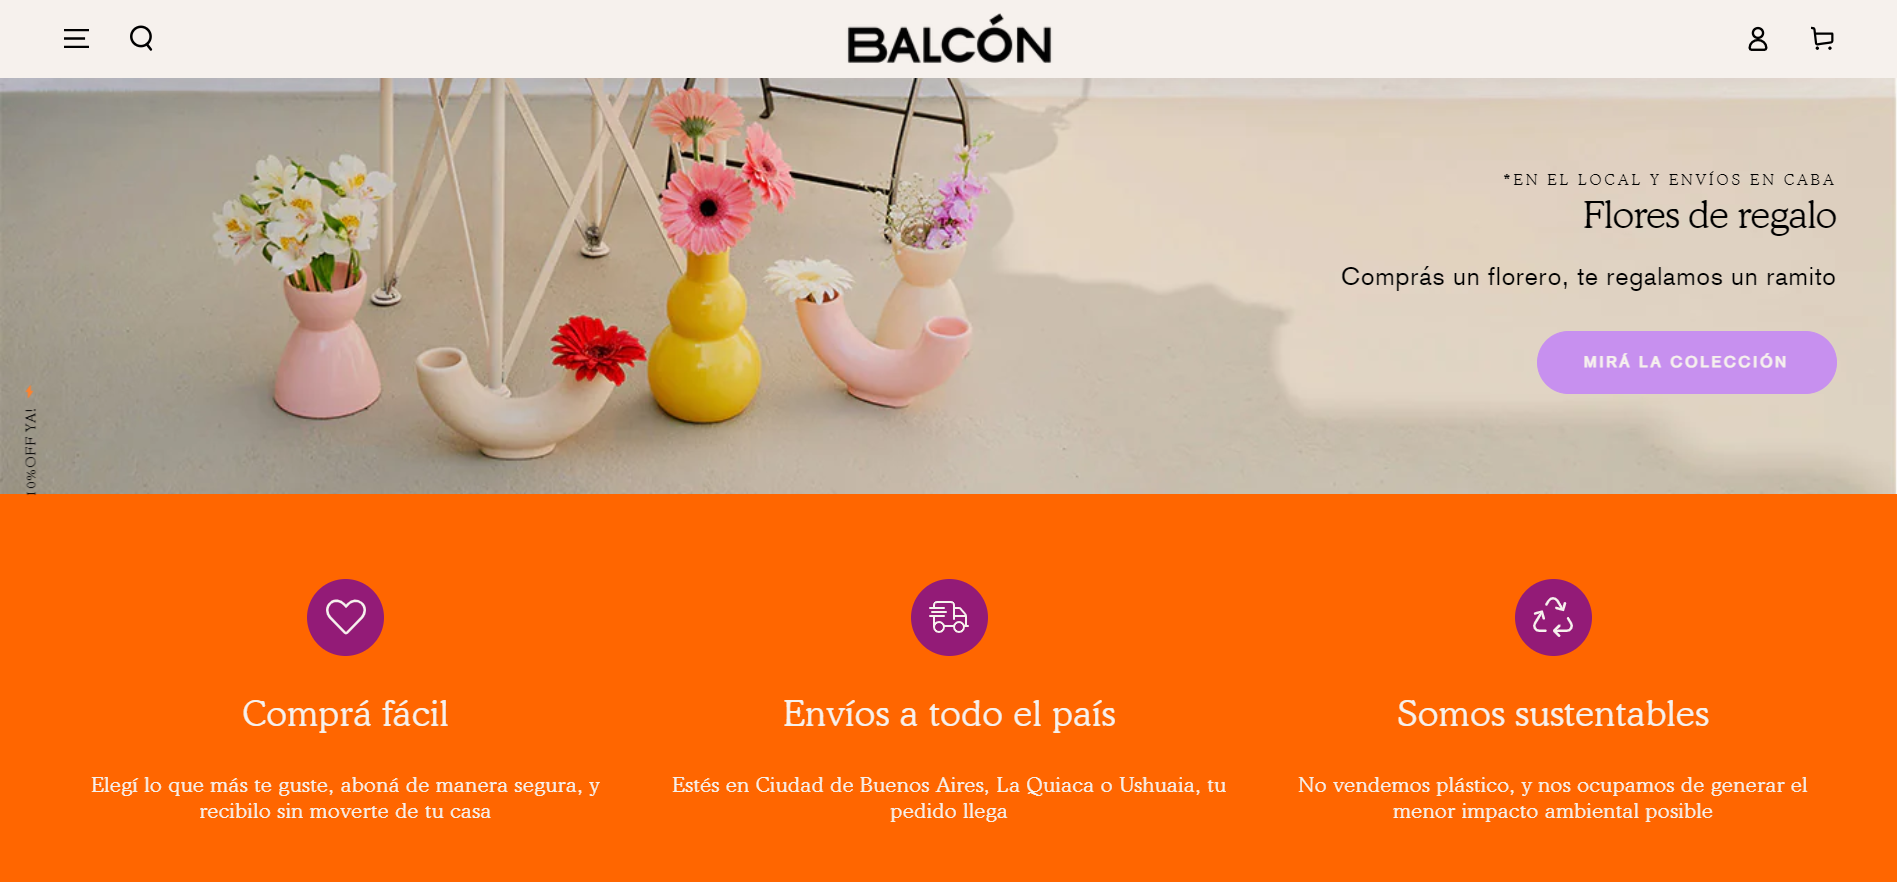 BALCÓN
*EN EL LOCAL Y ENVÍOS EN CABA
Flores de regalo
Comprás un florero, te regalamos un ramito
MIRÁ LA COLECCIÓN
10%OFF YA!
Comprá fácil
Elegí lo que más te guste, aboná de manera segura, y
recibilo sin moverte de tu casa
Envíos a todo el país
Estés en Ciudad de Buenos Aires, La Quiaca o Ushuaia, tu
pedido llega
Somos sustentables
No vendemos plástico, y nos ocupamos de generar el
menor impacto ambiental posible